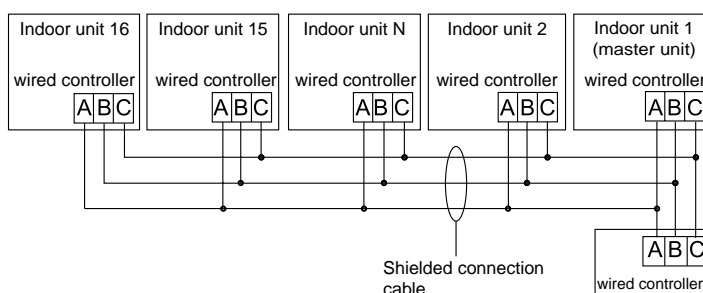 Indoor unit 16
Indoor unit 15
Indoor unit N
Indoor unit 2
Indoor unit 1
(master unit)
wired controller
wired controller
wired controller
wired controller
wired controller
A B C
A B C
A B C
A B C
A B C
A B C
wired controller
Shielded connection
cable